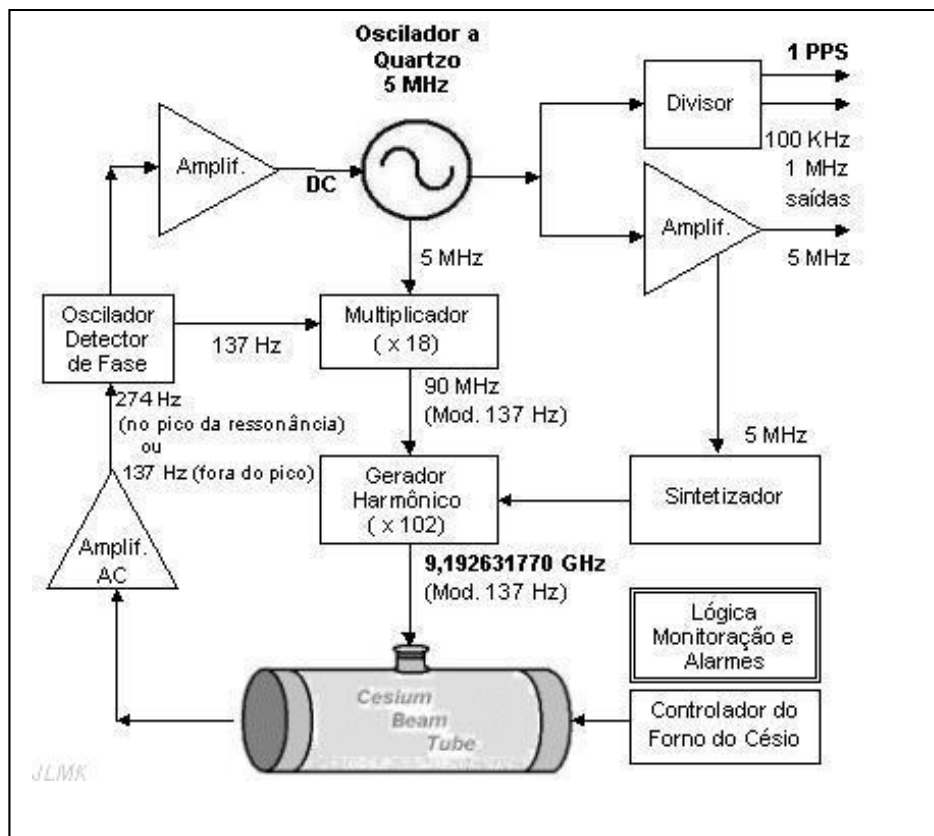 Oscilador a
Quartzo
5 MHz
1 PPS
Divisor
100 KHz
1 MHz
saídas
Amplif.
DC
Amplif.
5 MHz
5 MHz
Oscilador
Detector
de Fase
137 Hz
Multiplicador
( x 18)
274 Hz
(no pico da ressonância)
ou
137 Hz (fora do pico)
90 MHz
(Mod. 137 Hz)
5 MHz
Gerador
Harmônico
( x 102)
Sintetizador
Amplif.
AC
9,192631770 GHz
(Mod. 137 Hz)
Lógica
Monitoração e
Alarmes
Cesium
Beam
Tube
Controlador do
Forno do Césio
JLMK